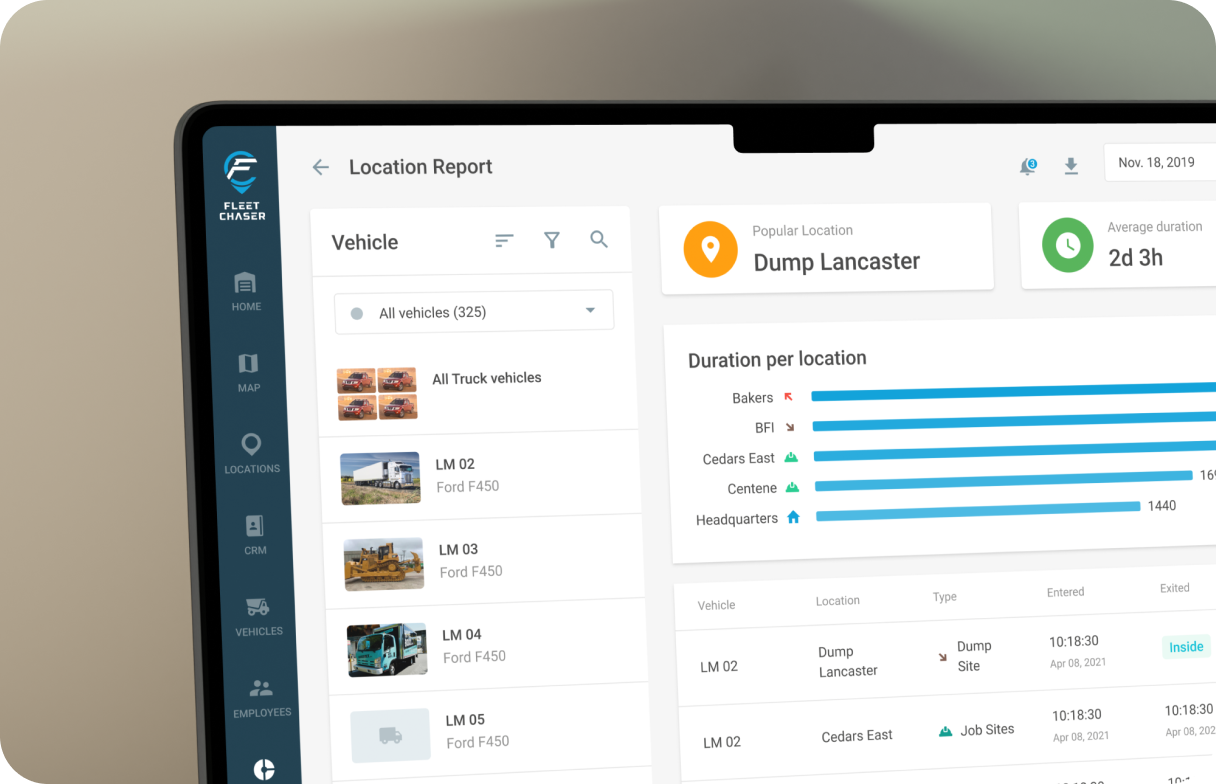 FLEET
CHASER
HOME
MAP
LOCATIONS
CRM
VEHICLES
EMPLOYEES
Location Report
3
Nov. 18, 2019
Vehicle
All vehicles (325)
All Truck vehicles
LM 02
Ford F450
LM 03
Ford F450
LM 04
Ford F450
LM 05
Ford F450
Popular Location
Dump Lancaster
Average duration
2d 3h
Duration per location
Bakers
BFI
Cedars East
Centene
Headquarters 1440
Vehicle Location Type Entered Exited
LM 02 Dump Lancaster Dump Site 10:18:30 Apr 08, 2021 Inside
LM 02 Cedars East Job Sites 10:18:30 Apr 08, 2021 10:18:30 Apr 08,